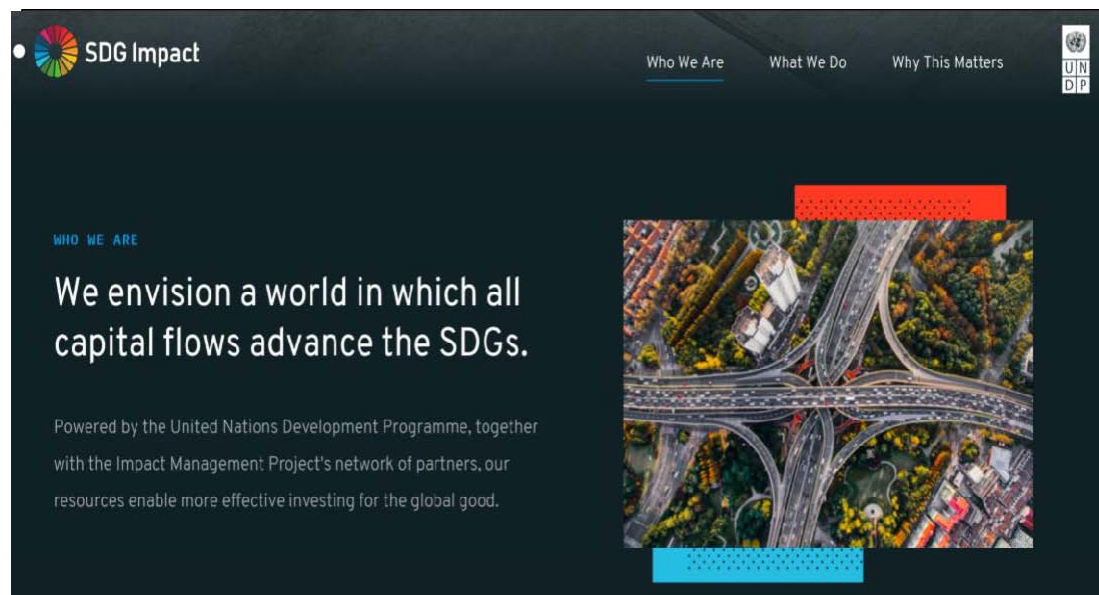 SDG Impact
Who We Are
What We Do
Why This Matters
U N
D P
WHO WE ARE
We envision a world in which all
capital flows advance the SDGs.
Powered by the United Nations Development Programme, together
with the Impact Management Project's network of partners, our
resources enable more effective investing for the global good.